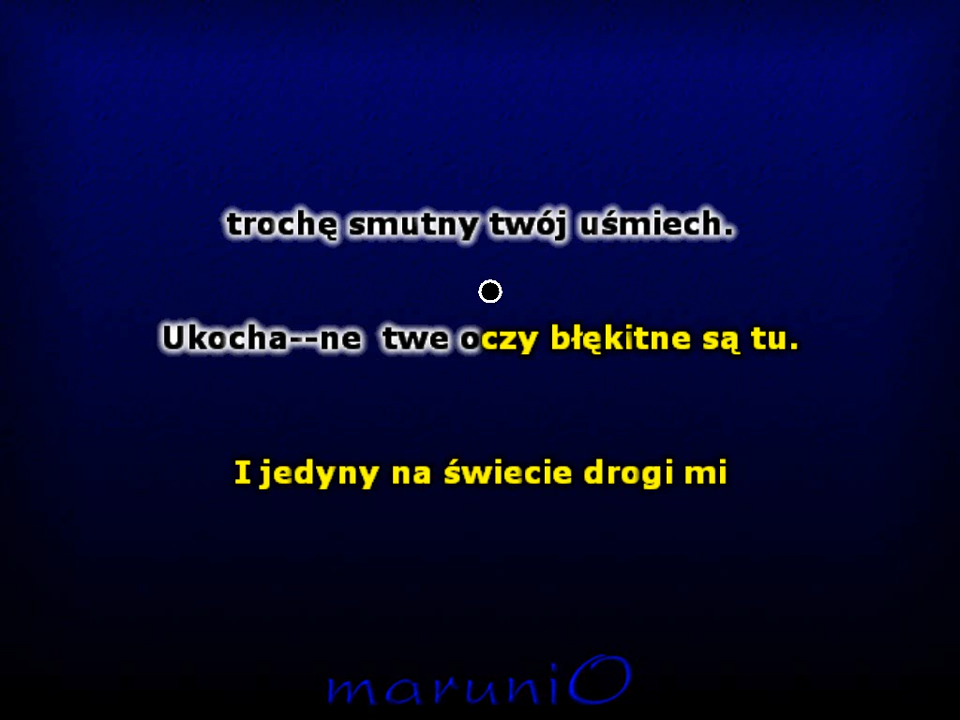 trochę smutny twój uśmiech.
Ukocha--ne twe oczy błękitne są tu.
I jedyny na świecie drogi mi
maruniO